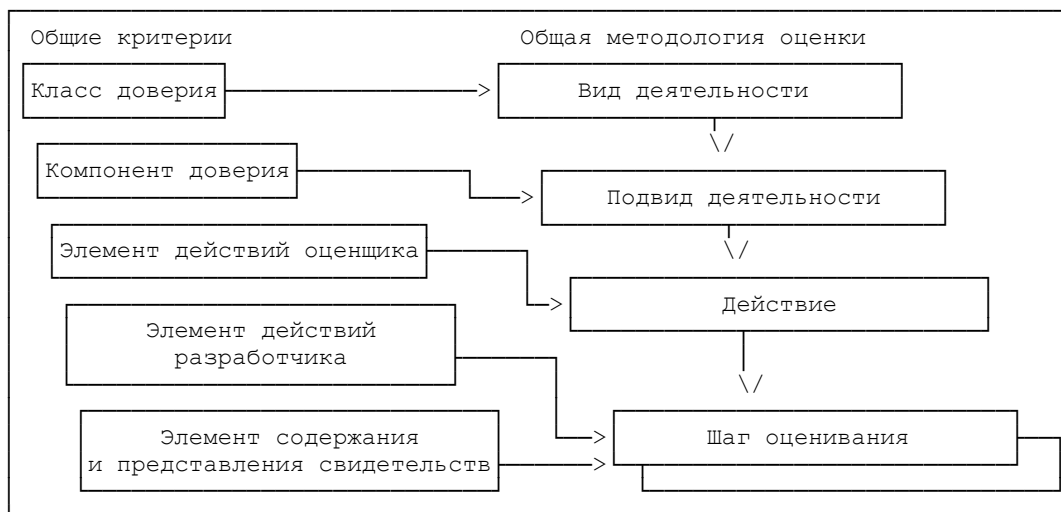 Общие критерии
Общая методология оценки
Класс доверия
Вид деятельности
Компонент доверия
Подвид деятельности
Элемент действий оценщика
Действие
Элемент действий
разработчика
Элемент содержания
и представления свидетельств
Шаг оценивания